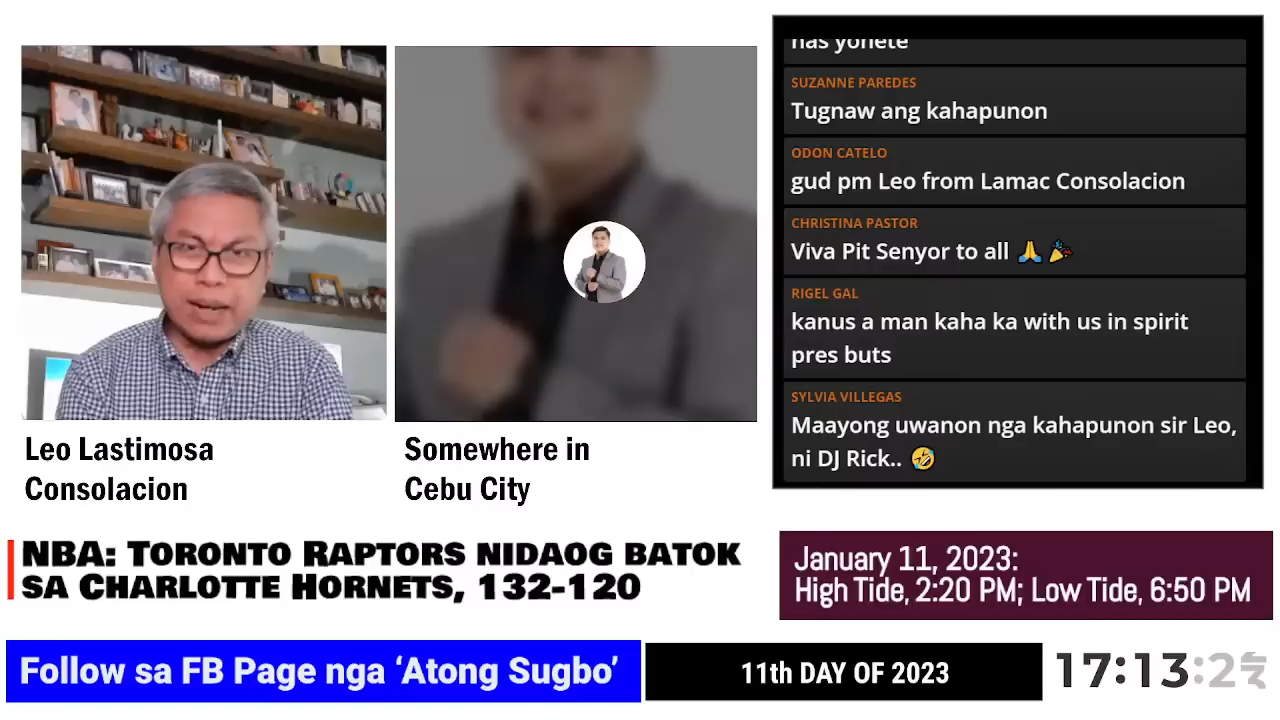 Leo Lastimosa
Consolacion
Somewhere in
Cebu City
has yonete
SUZANNE PAREDES
Tugnaw ang kahapunon
ODON CATELO
gud pm Leo from Lamac Consolacion
CHRISTINA PASTOR
Viva Pit Senyor to all 🙏 🎉
RIGEL GAL
kanus a man kaha ka with us in spirit
pres buts
SYLVIA VILLEGAS
Maayong uwanon nga kahapunon sir Leo,
ni DJ Rick.. 🤣
NBA: TORONTO RAPTORS NIDAOG BATOK
SA CHARLOTTE HORNETS, 132-120
January 11, 2023:
High Tide, 2:20 PM; Low Tide, 6:50 PM
Follow sa FB Page nga ‘Atong Sugbo’
11th DAY OF 2023
17:13:2